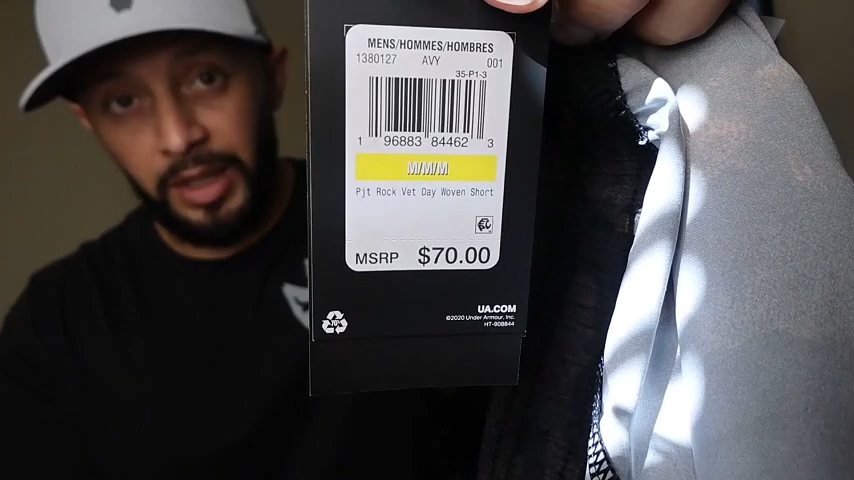 MENS/HOMMES/HOMBRES
1380127 AVY 001
35-P1-3
1 96883 84462 3
M/M/M
Pjt Rock Vet Day Woven Short
MSRP $70.00
70%
UA.COM
©2020 Under Armour, Inc.
HT-908844